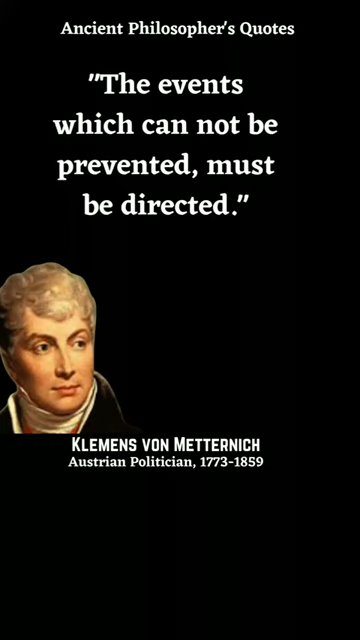 Ancient Philosopher's Quotes
"The events
which can not be
prevented, must
be directed."
Klemens von Metternich
Austrian Politician, 1773-1859